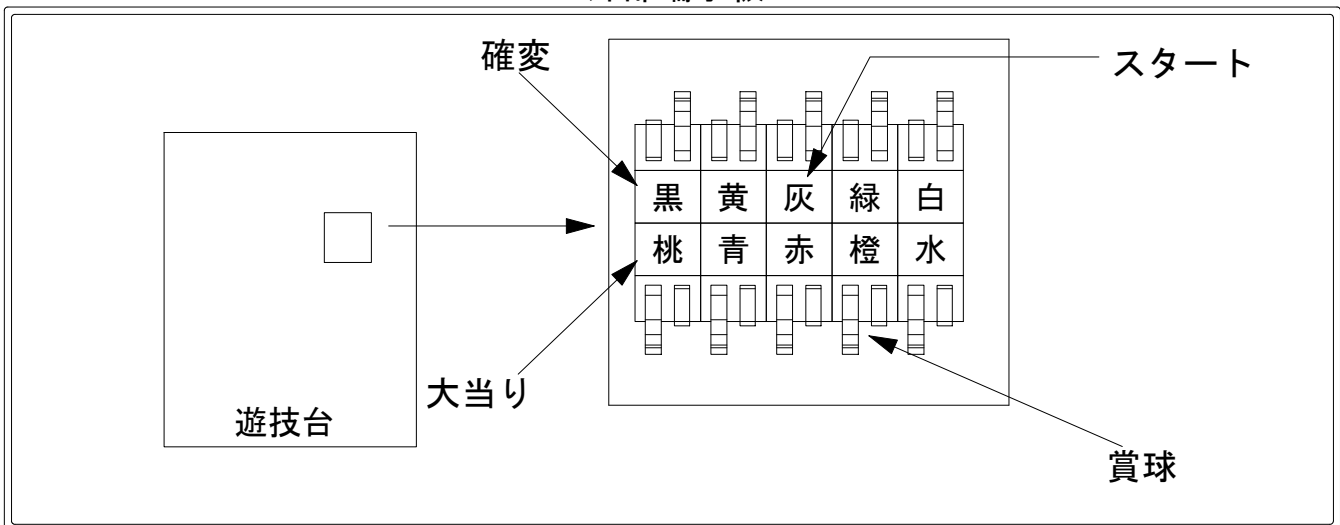 確変
スタート
黒 黄 灰 緑 白
桃 青 赤 橙 水
大当り
遊技台
賞球